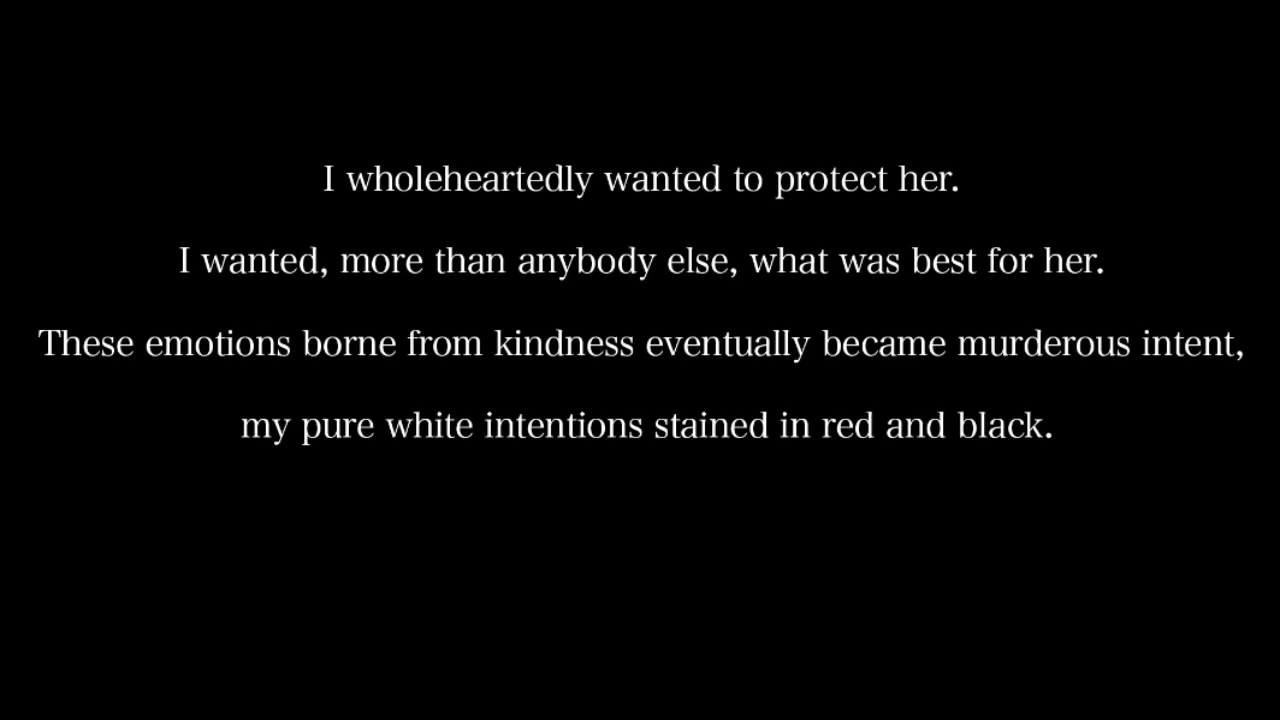 I wholeheartedly wanted to protect her.
I wanted, more than anybody else, what was best for her.
These emotions borne from kindness eventually became murderous intent,
my pure white intentions stained in red and black.